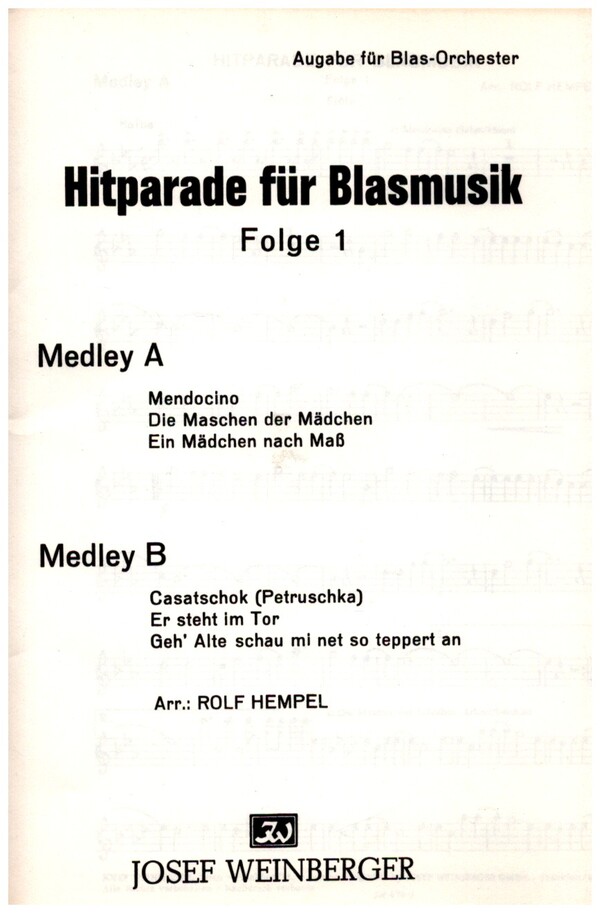 Augabe für Blas-Orchester
Hitparade für Blasmusik
Folge 1
Medley A
Mendocino
Die Maschen der Mädchen
Ein Mädchen nach Maß
Medley B
Casatschok (Petruschka)
Er steht im Tor
Geh' Alte schau mi net so teppert an
Arr.: ROLF HEMPEL
JW
JOSEF WEINBERGER